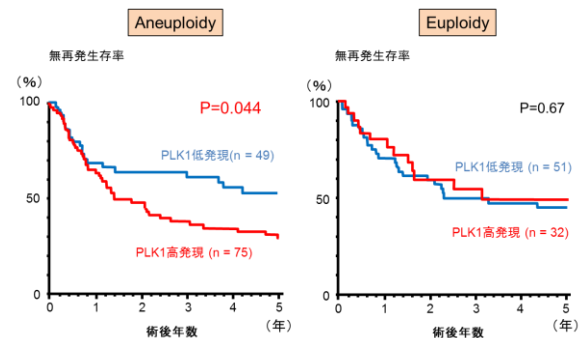 Aneuploidy
無再発生存率
(%)
100
50
0
P=0.044
PLK1低発現(n = 49)
PLK1高発現 (n = 75)
0 1 2 3 4 5
(年)
術後年数
Euploidy
無再発生存率
(%)
100
50
0
P=0.67
PLK1低発現 (n = 51)
PLK1高発現 (n = 32)
0 1 2 3 4 5
(年)
術後年数